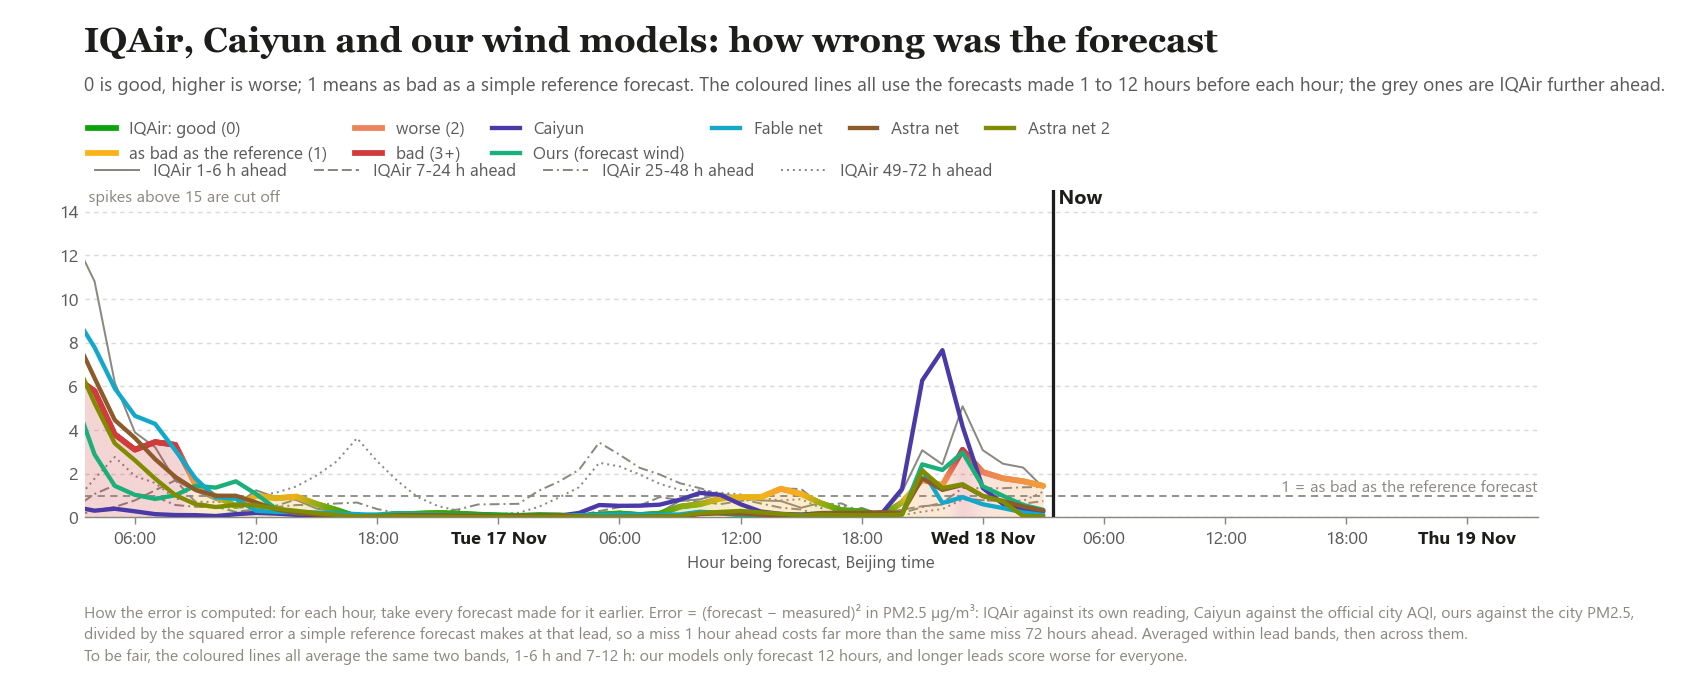 IQAir, Caiyun and our wind models: how wrong was the forecast
0 is good, higher is worse; 1 means as bad as a simple reference forecast. The coloured lines all use the forecasts made 1 to 12 hours before each hour; the grey ones are IQAir further ahead.
IQAir: good (0) worse (2) Caiyun Fable net Astra net Astra net 2
as bad as the reference (1) bad (3+) Ours (forecast wind)
IQAir 1-6 h ahead IQAir 7-24 h ahead IQAir 25-48 h ahead IQAir 49-72 h ahead
spikes above 15 are cut off
Now
14
12
10
8
6
4
2
1 = as bad as the reference forecast
0
06:00 12:00 18:00 Tue 17 Nov 06:00 12:00 18:00 Wed 18 Nov 06:00 12:00 18:00 Thu 19 Nov
Hour being forecast, Beijing time
How the error is computed: for each hour, take every forecast made for it earlier. Error = (forecast − measured)² in PM2.5 µg/m³: IQAir against its own reading, Caiyun against the official city AQI, ours against the city PM2.5,
divided by the squared error a simple reference forecast makes at that lead, so a miss 1 hour ahead costs far more than the same miss 72 hours ahead. Averaged within lead bands, then across them.
To be fair, the coloured lines all average the same two bands, 1-6 h and 7-12 h: our models only forecast 12 hours, and longer leads score worse for everyone.